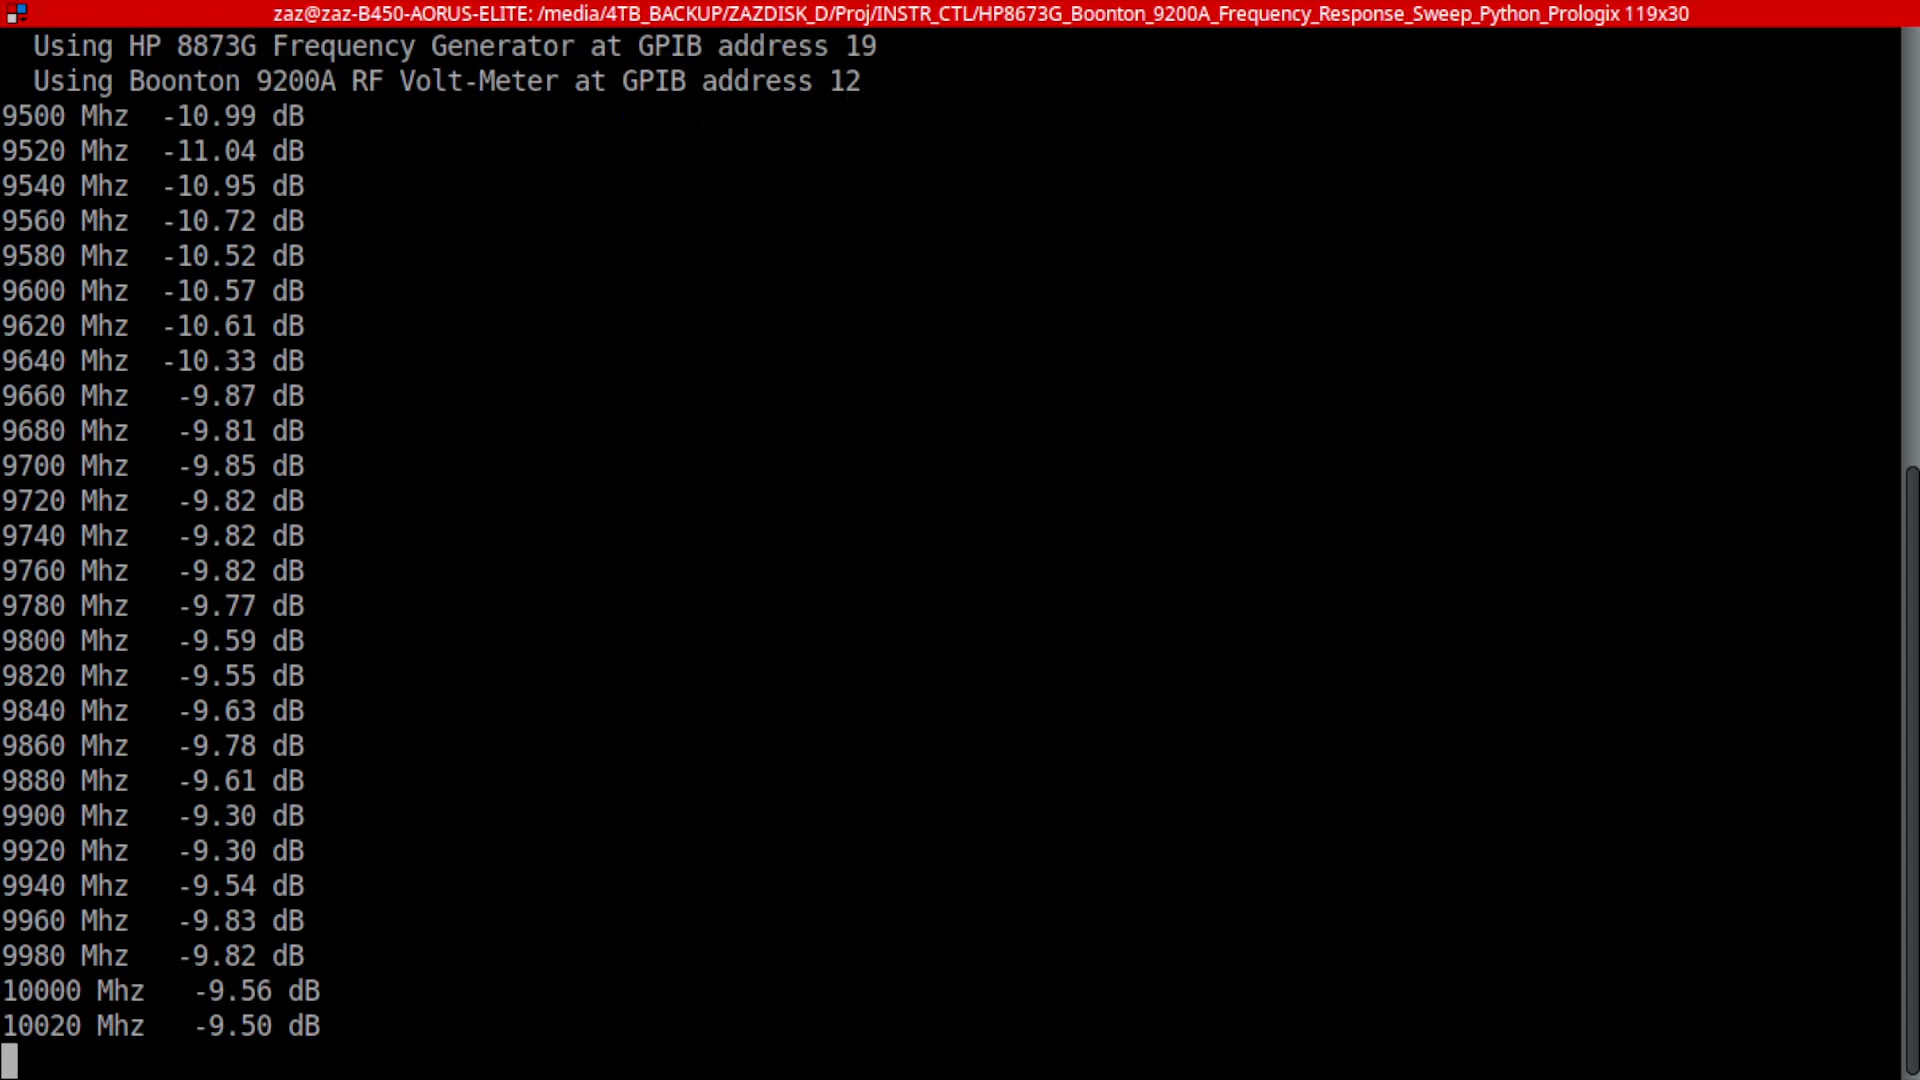 zaz@zaz-B450-AORUS-ELITE: /media/4TB_BACKUP/ZAZDISK_D/Proj/INSTR_CTL/HP8673G_Boonton_9200A_Frequency_Response_Sweep_Python_Prologix 119x30
Using HP 8873G Frequency Generator at GPIB address 19
Using Boonton 9200A RF Volt-Meter at GPIB address 12
9500 Mhz  -10.99 dB
9520 Mhz  -11.04 dB
9540 Mhz  -10.95 dB
9560 Mhz  -10.72 dB
9580 Mhz  -10.52 dB
9600 Mhz  -10.57 dB
9620 Mhz  -10.61 dB
9640 Mhz  -10.33 dB
9660 Mhz   -9.87 dB
9680 Mhz   -9.81 dB
9700 Mhz   -9.85 dB
9720 Mhz   -9.82 dB
9740 Mhz   -9.82 dB
9760 Mhz   -9.82 dB
9780 Mhz   -9.77 dB
9800 Mhz   -9.59 dB
9820 Mhz   -9.55 dB
9840 Mhz   -9.63 dB
9860 Mhz   -9.78 dB
9880 Mhz   -9.61 dB
9900 Mhz   -9.30 dB
9920 Mhz   -9.30 dB
9940 Mhz   -9.54 dB
9960 Mhz   -9.83 dB
9980 Mhz   -9.82 dB
10000 Mhz   -9.56 dB
10020 Mhz   -9.50 dB